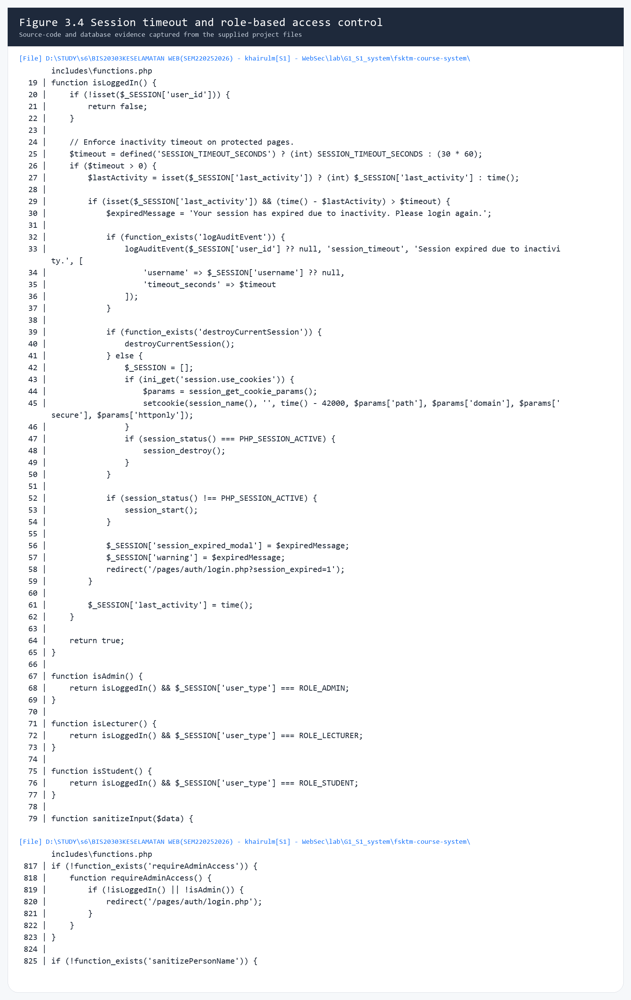 Figure 3.4 Session timeout and role-based access control
Source-code and database evidence captured from the supplied project files
[File] D:\STUDY\s6\BIS20303KESELAMATAN WEB(SEM220252026) - khairulm[S1] - WebSec\lab\G1_S1_system\fsktm-course-system\
includes\functions.php
19 | function isLoggedIn() {
20 |     if (!isset($_SESSION['user_id'])) {
21 |         return false;
22 |     }
23 |
24 |     // Enforce inactivity timeout on protected pages.
25 |     $timeout = defined('SESSION_TIMEOUT_SECONDS') ? (int) SESSION_TIMEOUT_SECONDS : (30 * 60);
26 |     if ($timeout > 0) {
27 |         $lastActivity = isset($_SESSION['last_activity']) ? (int) $_SESSION['last_activity'] : time();
28 |
29 |         if (isset($_SESSION['last_activity']) && (time() - $lastActivity) > $timeout) {
30 |             $expiredMessage = 'Your session has expired due to inactivity. Please login again.';
31 |
32 |             if (function_exists('logAuditEvent')) {
33 |                 logAuditEvent($_SESSION['user_id'] ?? null, 'session_timeout', 'Session expired due to inactivi
ty.', [
34 |                     'username' => $_SESSION['username'] ?? null,
35 |                     'timeout_seconds' => $timeout
36 |                 ]);
37 |             }
38 |
39 |             if (function_exists('destroyCurrentSession')) {
40 |                 destroyCurrentSession();
41 |             } else {
42 |                 $_SESSION = [];
43 |                 if (ini_get('session.use_cookies')) {
44 |                     $params = session_get_cookie_params();
45 |                     setcookie(session_name(), '', time() - 42000, $params['path'], $params['domain'], $params['
secure'], $params['httponly']);
46 |                 }
47 |                 if (session_status() === PHP_SESSION_ACTIVE) {
48 |                     session_destroy();
49 |                 }
50 |             }
51 |
52 |             if (session_status() !== PHP_SESSION_ACTIVE) {
53 |                 session_start();
54 |             }
55 |
56 |             $_SESSION['session_expired_modal'] = $expiredMessage;
57 |             $_SESSION['warning'] = $expiredMessage;
58 |             redirect('/pages/auth/login.php?session_expired=1');
59 |         }
60 |
61 |         $_SESSION['last_activity'] = time();
62 |     }
63 |
64 |     return true;
65 | }
66 |
67 | function isAdmin() {
68 |     return isLoggedIn() && $_SESSION['user_type'] === ROLE_ADMIN;
69 | }
70 |
71 | function isLecturer() {
72 |     return isLoggedIn() && $_SESSION['user_type'] === ROLE_LECTURER;
73 | }
74 |
75 | function isStudent() {
76 |     return isLoggedIn() && $_SESSION['user_type'] === ROLE_STUDENT;
77 | }
78 |
79 | function sanitizeInput($data) {
[File] D:\STUDY\s6\BIS20303KESELAMATAN WEB(SEM220252026) - khairulm[S1] - WebSec\lab\G1_S1_system\fsktm-course-system\
includes\functions.php
817 | if (!function_exists('requireAdminAccess')) {
818 |     function requireAdminAccess() {
819 |         if (!isLoggedIn() || !isAdmin()) {
820 |             redirect('/pages/auth/login.php');
821 |         }
822 |     }
823 | }
824 |
825 | if (!function_exists('sanitizePersonName')) {